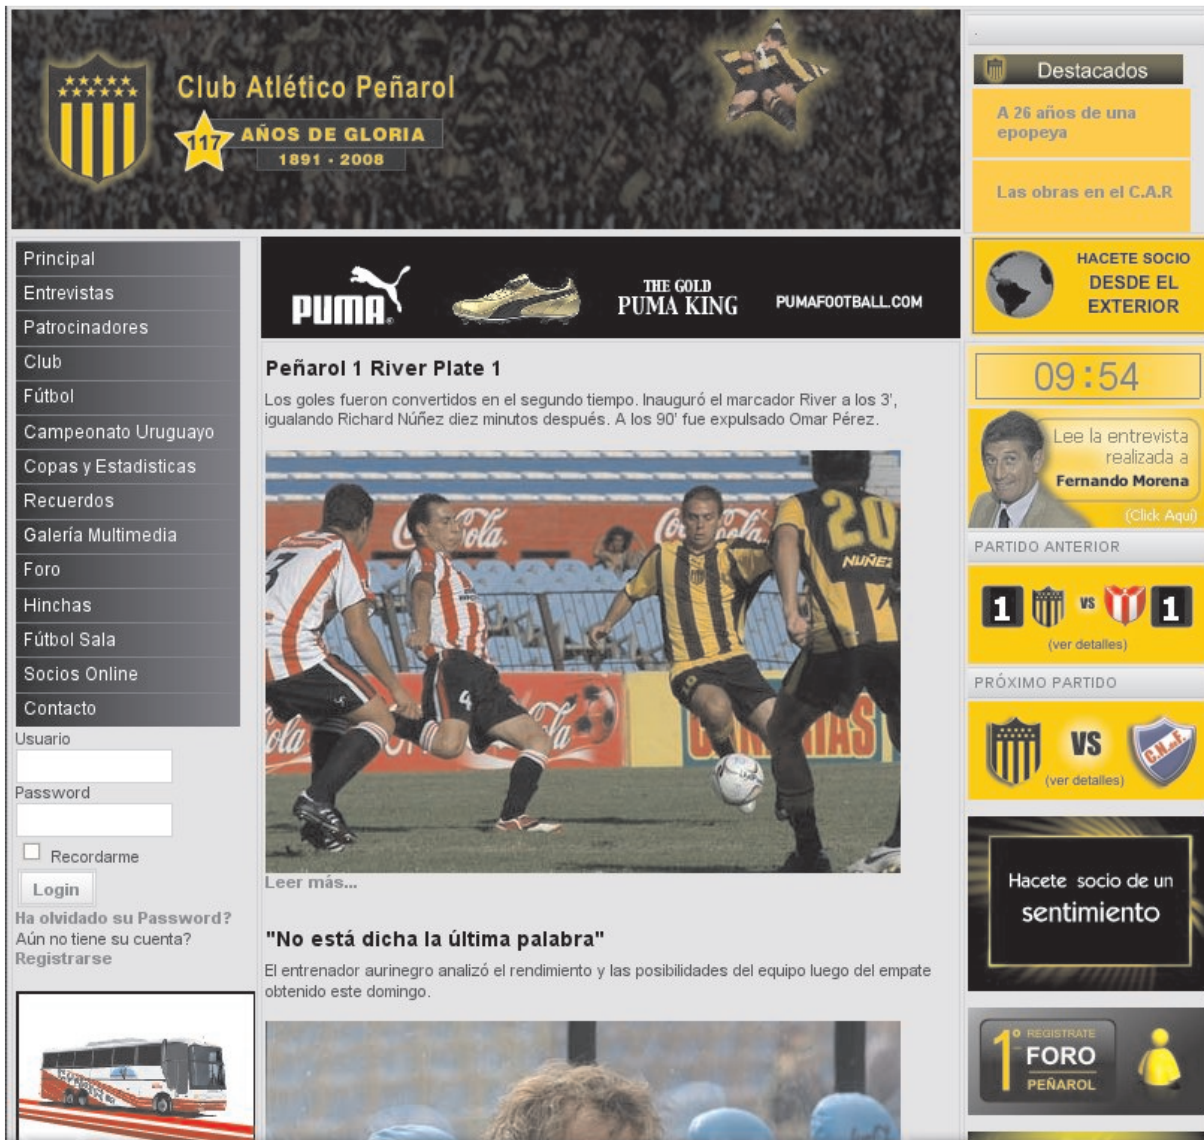 Club Atlético Peñarol
117
AÑOS DE GLORIA
1891 · 2008
.
Destacados
A 26 años de una
epopeya
Las obras en el C.A.R
Principal
Entrevistas
Patrocinadores
Club
Fútbol
Campeonato Uruguayo
Copas y Estadisticas
Recuerdos
Galería Multimedia
Foro
Hinchas
Fútbol Sala
Socios Online
Contacto
Usuario
Password
Recordarme
Login
Ha olvidado su Password?
Aún no tiene su cuenta?
Registrarse
PUMA®
THE GOLD
PUMA KING
PUMAFOOTBALL.COM
Peñarol 1 River Plate 1
Los goles fueron convertidos en el segundo tiempo. Inauguró el marcador River a los 3',
igualando Richard Núñez diez minutos después. A los 90' fue expulsado Omar Pérez.
Coca-Cola
20
NUÑEZ
3
4
Leer más...
"No está dicha la última palabra"
El entrenador aurinegro analizó el rendimiento y las posibilidades del equipo luego del empate
obtenido este domingo.
HACETE SOCIO
DESDE EL
EXTERIOR
09:54
Lee la entrevista
realizada a
Fernando Morena
(Click Aquí)
PARTIDO ANTERIOR
1 vs 1
(ver detalles)
PRÓXIMO PARTIDO
VS
C.N.de F.
(ver detalles)
Hacete socio de un
sentimiento
1º REGISTRATE
FORO
PEÑAROL